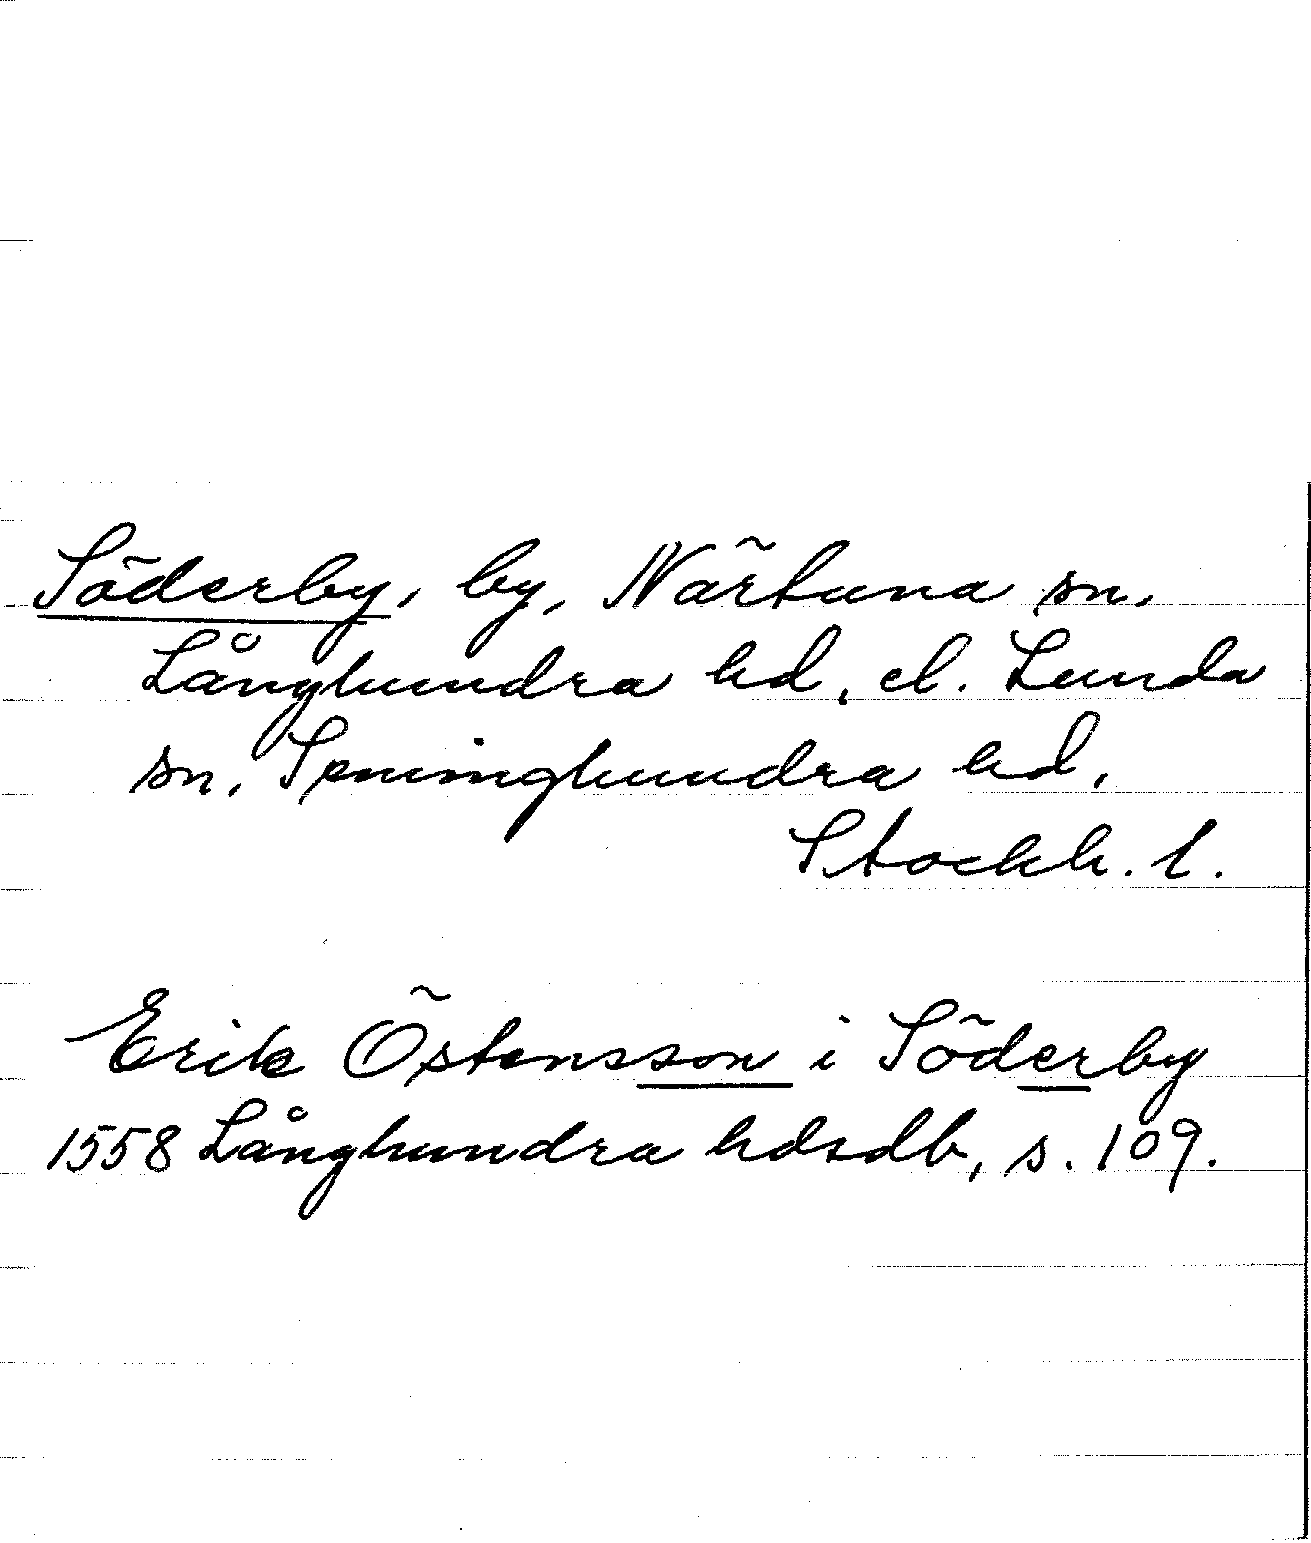 Söderby, by, Närtuna sn.
Långhundra hd, el. Lunda
sn, Seminghundra hd,
Stockh. l.
Erik Östensson i Söderby
1558 Långhundra hdsdb, s. 109.